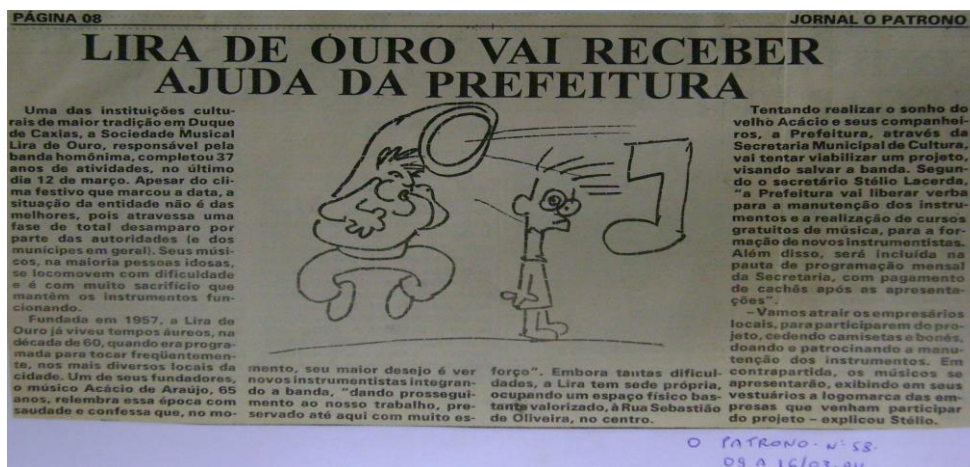 PÁGINA 08
JORNAL O PATRONO
LIRA DE OURO VAI RECEBER
AJUDA DA PREFEITURA
Uma das instituições cultu-
rais de maior tradição em Duque
de Caxias, a Sociedade Musical
Lira de Ouro, responsável pela
banda homônima, completou 37
anos de atividades, no último
dia 12 de março. Apesar do cli-
ma festivo que marcou a data, a
situação da entidade não é das
melhores, pois atravessa uma
fase de total desamparo por
parte das autoridades (e dos
munícipes em geral). Seus músi-
cos, na maioria pessoas idosas,
se locomovem com dificuldade
e é com muito sacrifício que
mantêm os instrumentos fun-
cionando.
Fundada em 1957, a Lira de
Ouro já viveu tempos áureos, na
década de 60, quando era progra-
mada para tocar freqüentemen-
te, nos mais diversos locais da
cidade. Um de seus fundadores,
o músico Acácio de Araújo, 65
anos, relembra essa época com
saudade e confessa que, no mo-
mento, seu maior desejo é ver
novos instrumentistas integran-
do a banda, "dando prossegui-
mento ao nosso trabalho, pre-
servado até aqui com muito es-
forço". Embora tantas dificul-
dades, a Lira tem sede própria,
ocupando um espaço físico bas-
tante valorizado, à Rua Sebastião
de Oliveira, no centro.
Tentando realizar o sonho do
velho Acácio e seus companhei-
ros, a Prefeitura, através da
Secretaria Municipal de Cultura,
vai tentar viabilizar um projeto,
visando salvar a banda. Segun-
do o secretário Stélio Lacerda,
"a Prefeitura vai liberar verba
para a manutenção dos instru-
mentos e a realização de cursos
gratuitos de música, para a for-
mação de novos instrumentistas.
Além disso, será incluída na
pauta de programação mensal
da Secretaria, com pagamento
de cachês após as apresenta-
ções".
– Vamos atrair os empresários
locais, para participarem do pro-
jeto, cedendo camisetas e bonés,
doando e patrocinando a manu-
tenção dos instrumentos. Em
contrapartida, os músicos se
apresentarão, exibindo em seus
vestuários a logomarca das em-
presas que venham participar
do projeto – explicou Stélio.
O PATRONO - Nº 58-
09 A 16/03